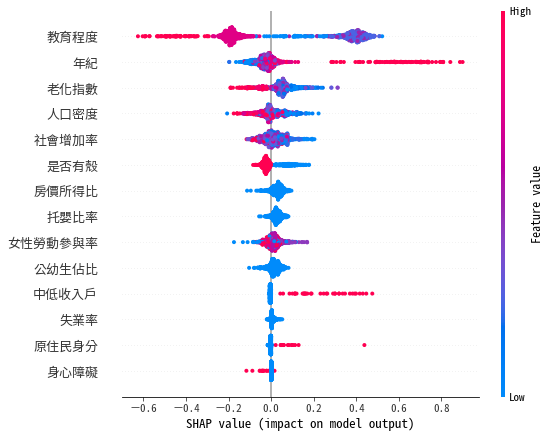 High
教育程度
年紀
老化指數
人口密度
社會增加率
是否有殼
房價所得比
托嬰比率
女性勞動參與率
公幼生佔比
中低收入戶
失業率
原住民身分
身心障礙
Feature value
Low
−0.6 −0.4 −0.2 0.0 0.2 0.4 0.6 0.8
SHAP value (impact on model output)